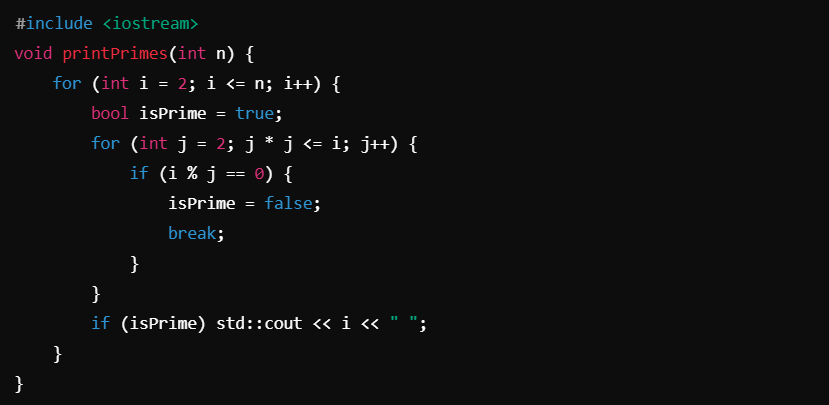 #include <iostream>
void printPrimes(int n) {
    for (int i = 2; i <= n; i++) {
        bool isPrime = true;
        for (int j = 2; j * j <= i; j++) {
            if (i % j == 0) {
                isPrime = false;
                break;
            }
        }
        if (isPrime) std::cout << i << " ";
    }
}